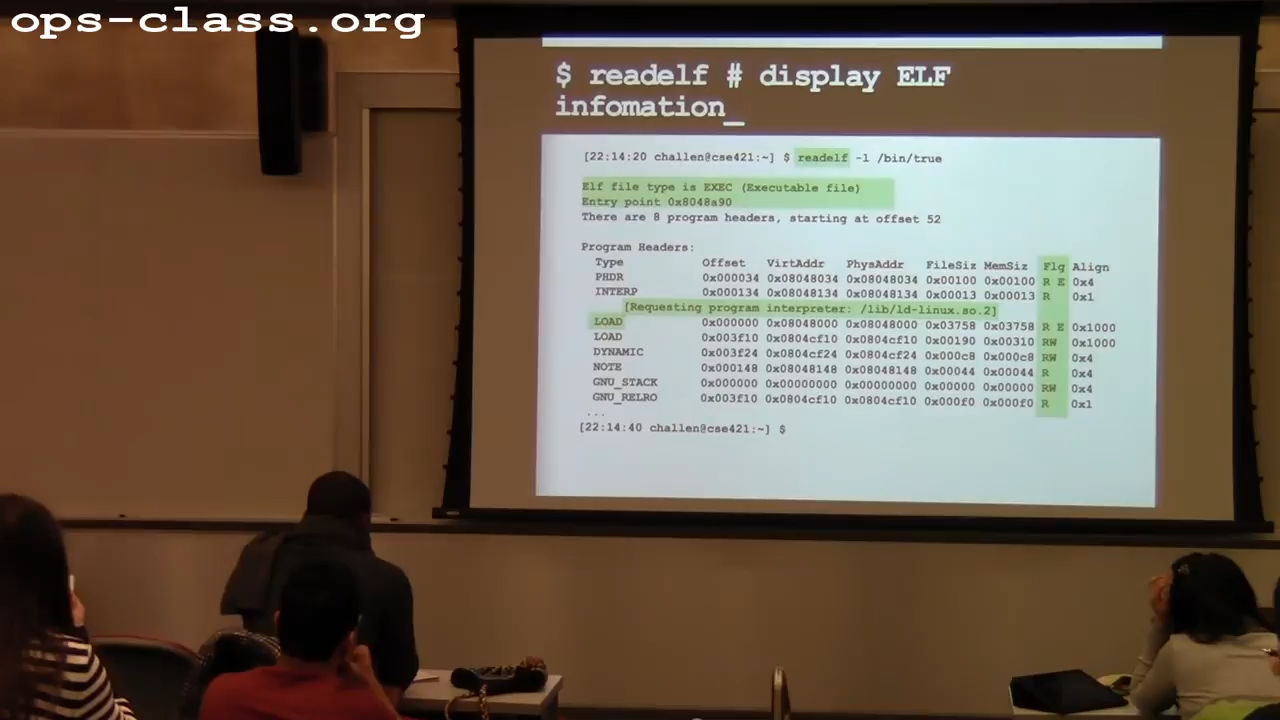 ops-class.org
$ readelf # display ELF
infomation_
[22:14:20 challen@cse421:~] $ readelf -l /bin/true
Elf file type is EXEC (Executable file)
Entry point 0x8048a90
There are 8 program headers, starting at offset 52
Program Headers:
Type Offset VirtAddr PhysAddr FileSiz MemSiz Flg Align
PHDR 0x000034 0x08048034 0x08048034 0x00100 0x00100 R E 0x4
INTERP 0x000134 0x08048134 0x08048134 0x00013 0x00013 R 0x1
[Requesting program interpreter: /lib/ld-linux.so.2]
LOAD 0x000000 0x08048000 0x08048000 0x03758 0x03758 R E 0x1000
LOAD 0x003f10 0x0804cf10 0x0804cf10 0x00190 0x00310 RW 0x1000
DYNAMIC 0x003f24 0x0804cf24 0x0804cf24 0x000c8 0x000c8 RW 0x4
NOTE 0x000148 0x08048148 0x08048148 0x00044 0x00044 R 0x4
GNU_STACK 0x000000 0x00000000 0x00000000 0x00000 0x00000 RW 0x4
GNU_RELRO 0x003f10 0x0804cf10 0x0804cf10 0x000f0 0x000f0 R 0x1
...
[22:14:40 challen@cse421:~] $